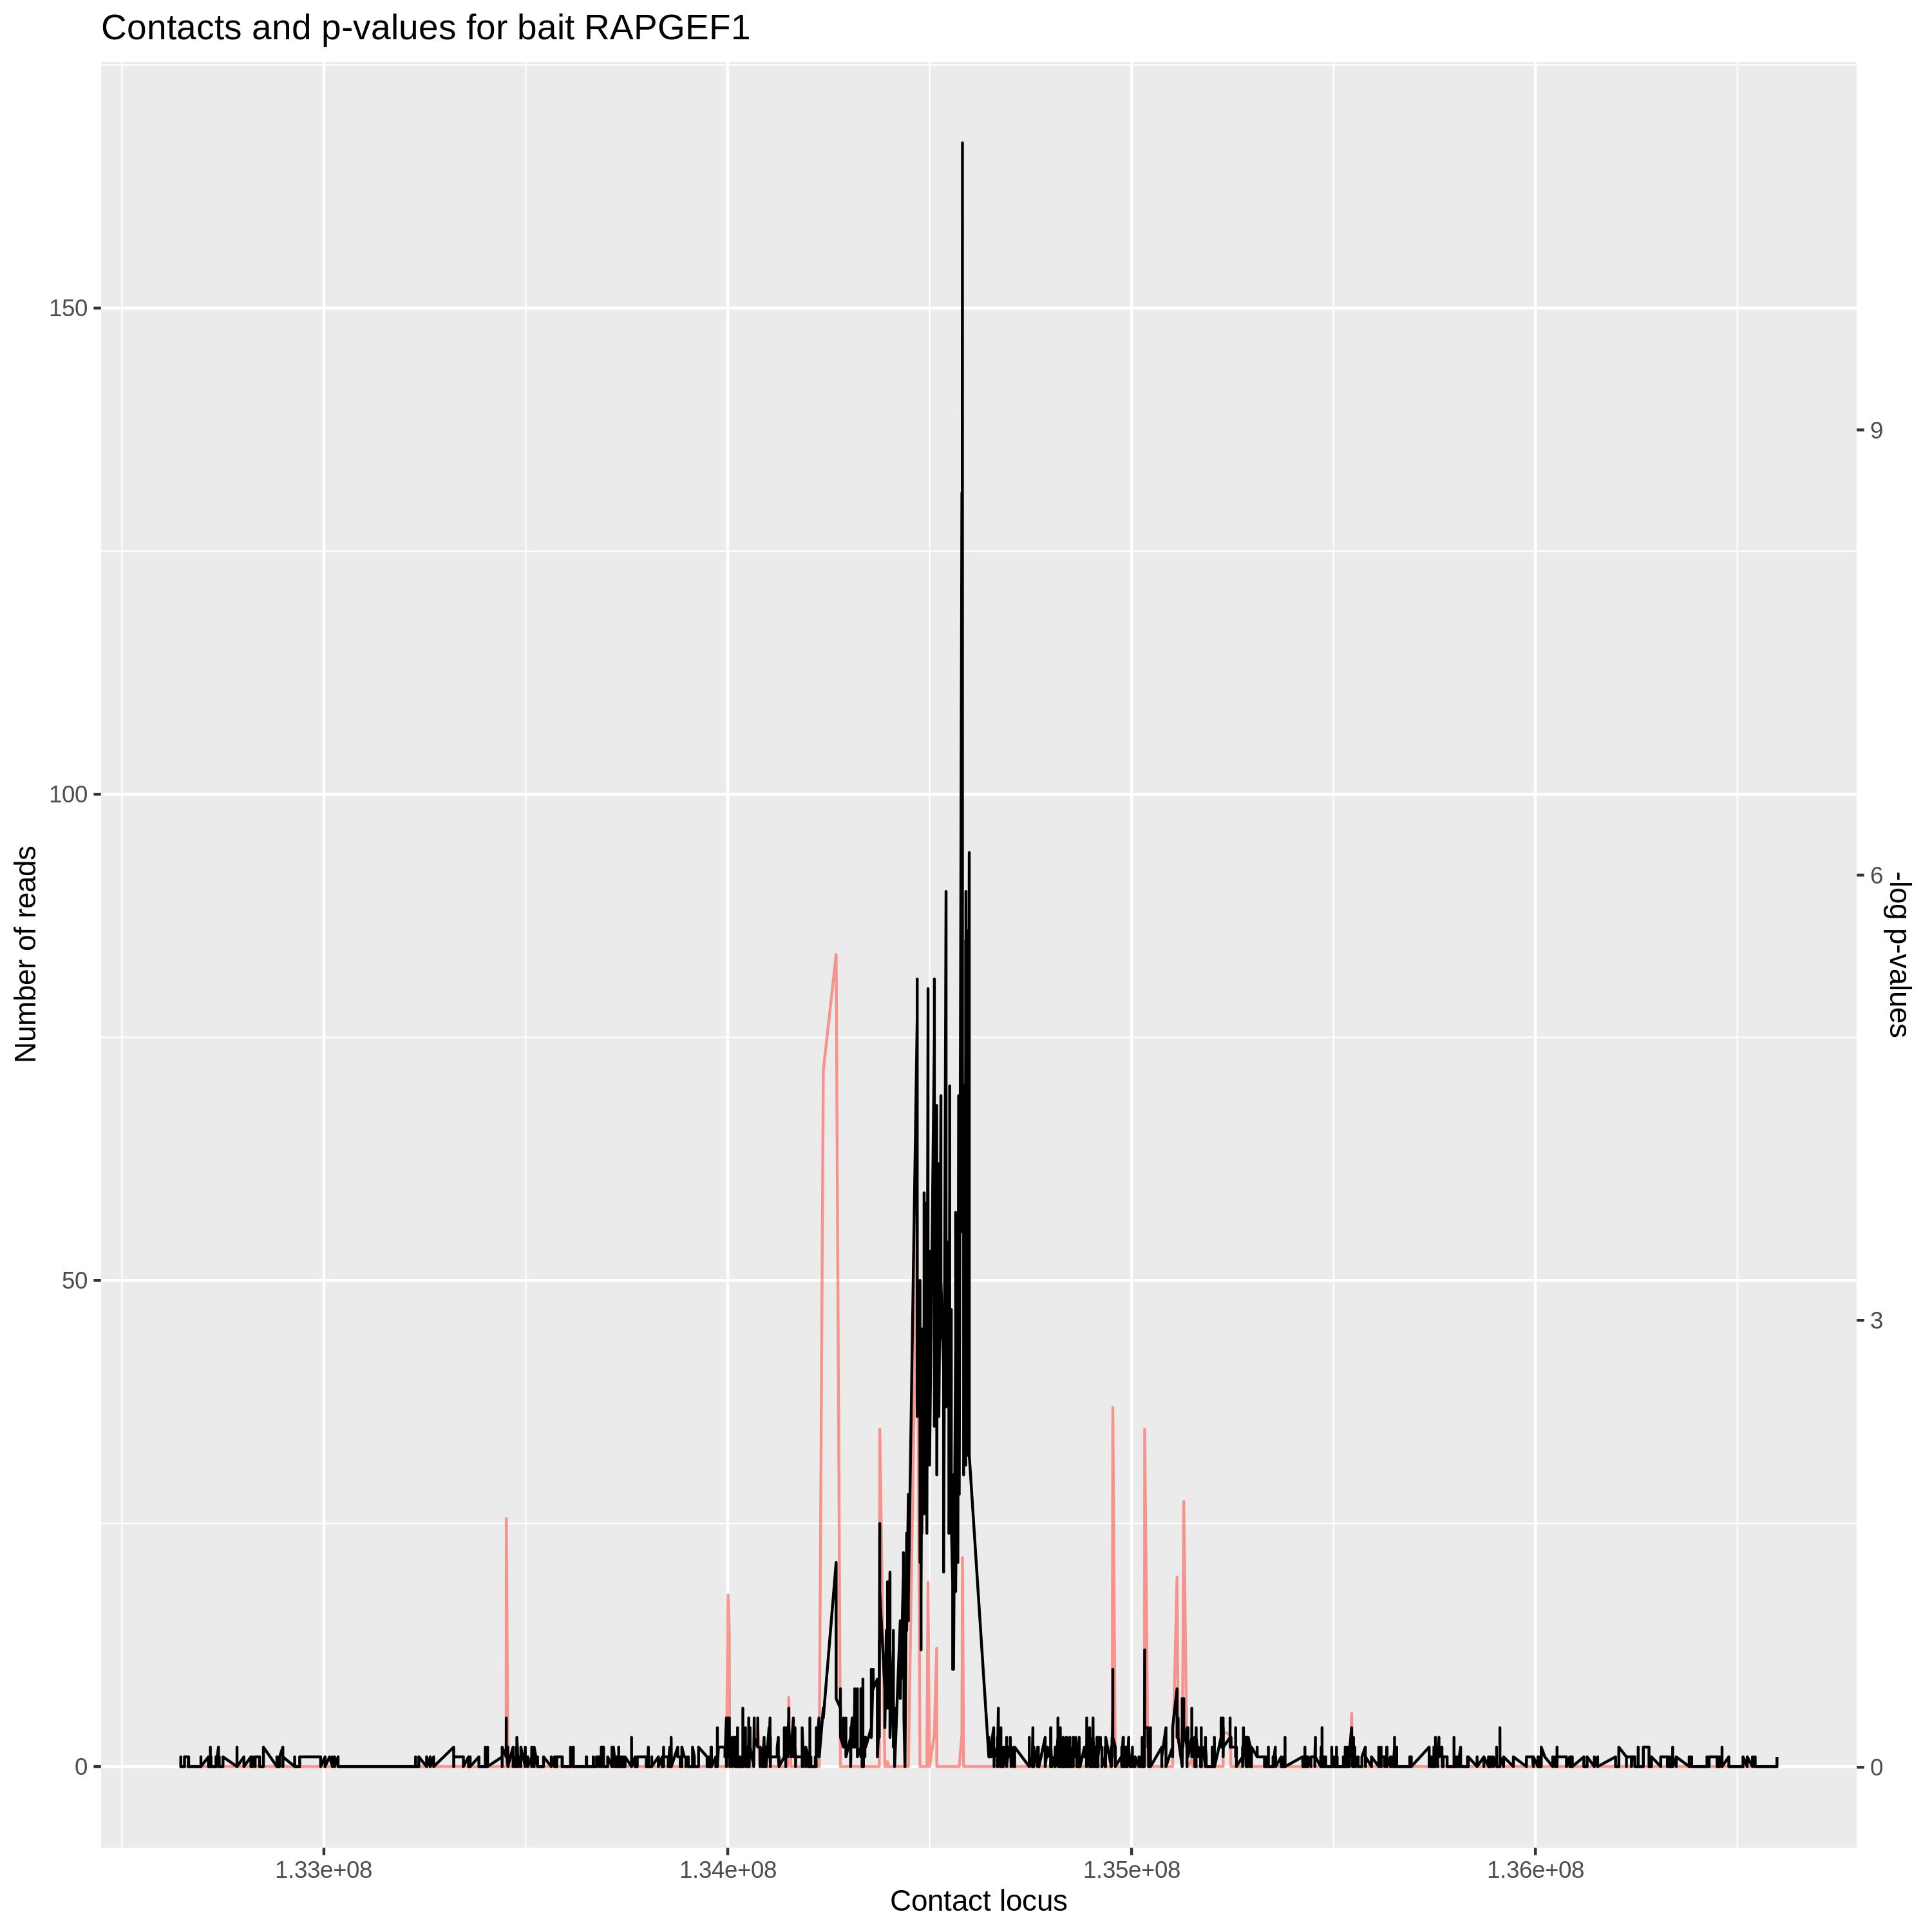 Contacts and p-values for bait RAPGEF1
150
100
50
0
Number of reads
9
6
3
0
-log p-values
1.33e+08
1.34e+08
1.35e+08
1.36e+08
Contact locus